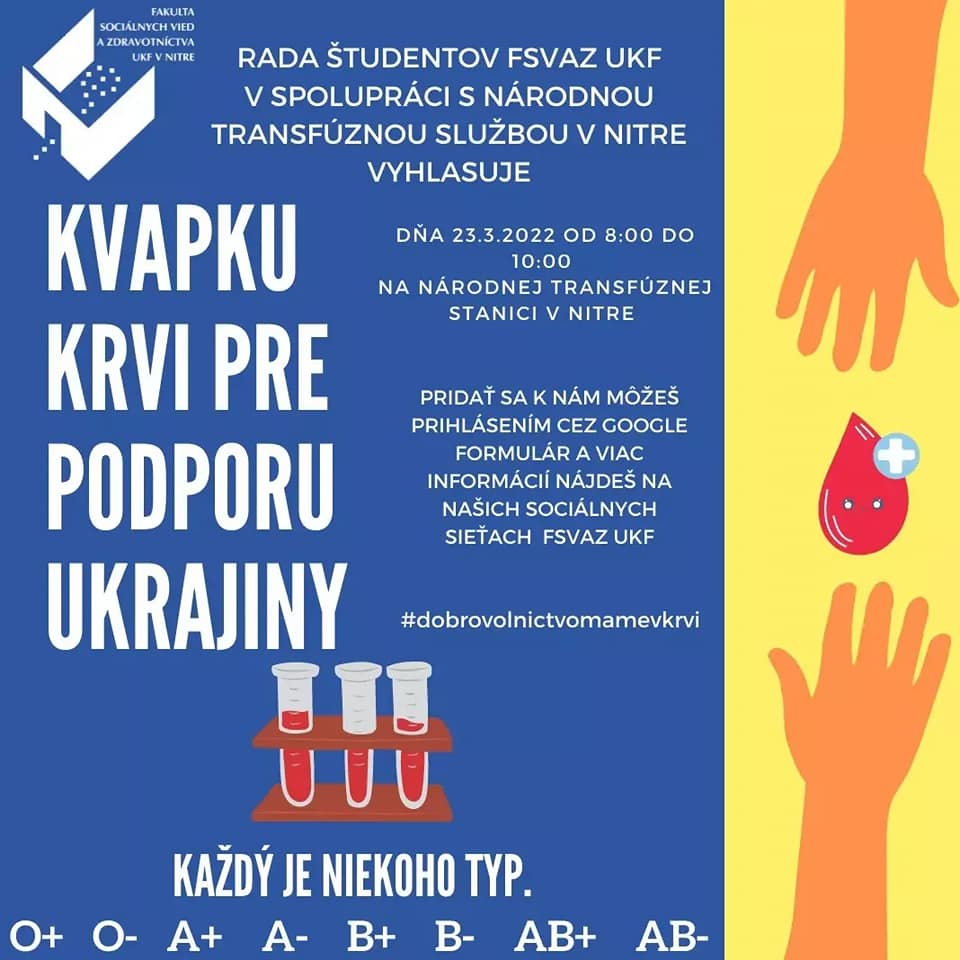 FAKULTA
SOCIÁLNYCH VIED
A ZDRAVOTNÍCTVA
UKF V NITRE
RADA ŠTUDENTOV FSVAZ UKF
V SPOLUPRÁCI S NÁRODNOU
TRANSFÚZNOU SLUŽBOU V NITRE
VYHLASUJE
KVAPKU
KRVI PRE
PODPORU
UKRAJINY
DŇA 23.3.2022 OD 8:00 DO
10:00
NA NÁRODNEJ TRANSFÚZNEJ
STANICI V NITRE
PRIDAŤ SA K NÁM MÔŽEŠ
PRIHLÁSENÍM CEZ GOOGLE
FORMULÁR A VIAC
INFORMÁCIÍ NÁJDEŠ NA
NAŠICH SOCIÁLNYCH
SIEŤACH FSVAZ UKF
#dobrovolnictvomamevkrvi
KAŽDÝ JE NIEKOHO TYP.
O+ O- A+ A- B+ B- AB+ AB-